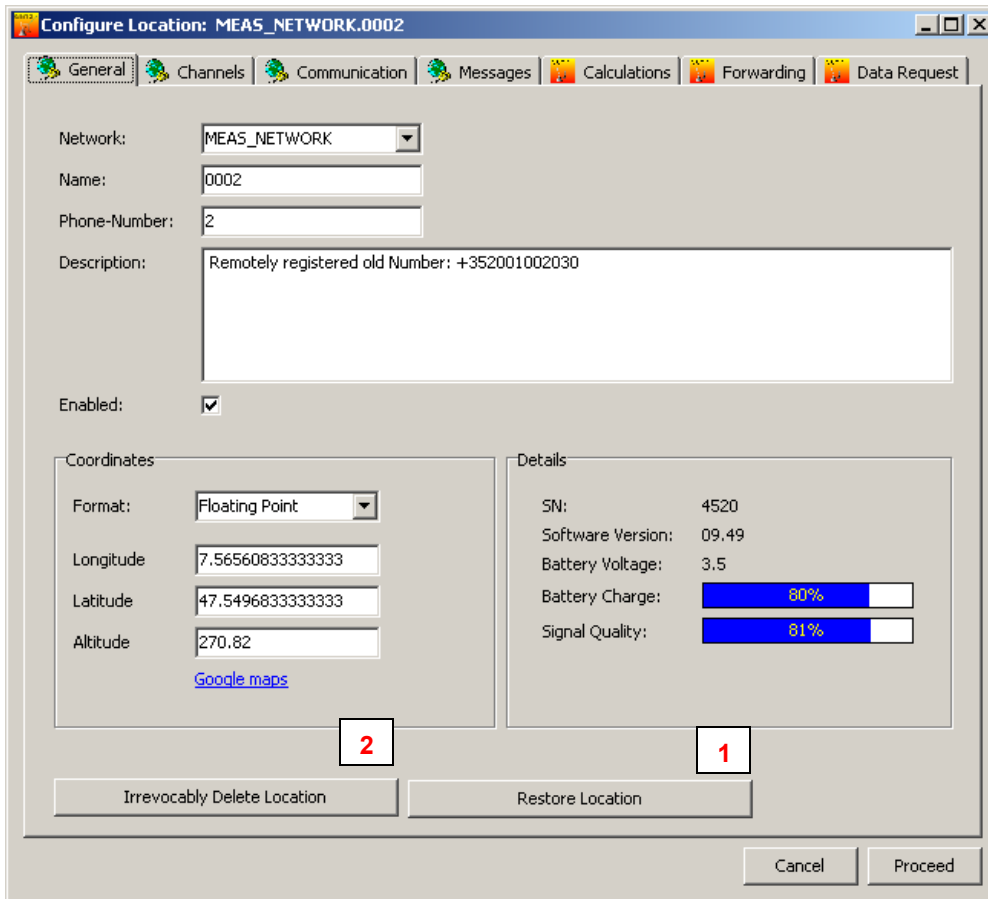 Configure Location: MEAS_NETWORK.0002
General Channels Communication Messages Calculations Forwarding Data Request
Network: MEAS_NETWORK
Name: 0002
Phone-Number: 2
Description: Remotely registered old Number: +352001002030
Enabled:
Coordinates
Format: Floating Point
Longitude 7.56560833333333
Latitude 47.5496833333333
Altitude 270.82
Google maps
Details
SN: 4520
Software Version: 09.49
Battery Voltage: 3.5
Battery Charge: 80%
Signal Quality: 81%
2
1
Irrevocably Delete Location
Restore Location
Cancel
Proceed